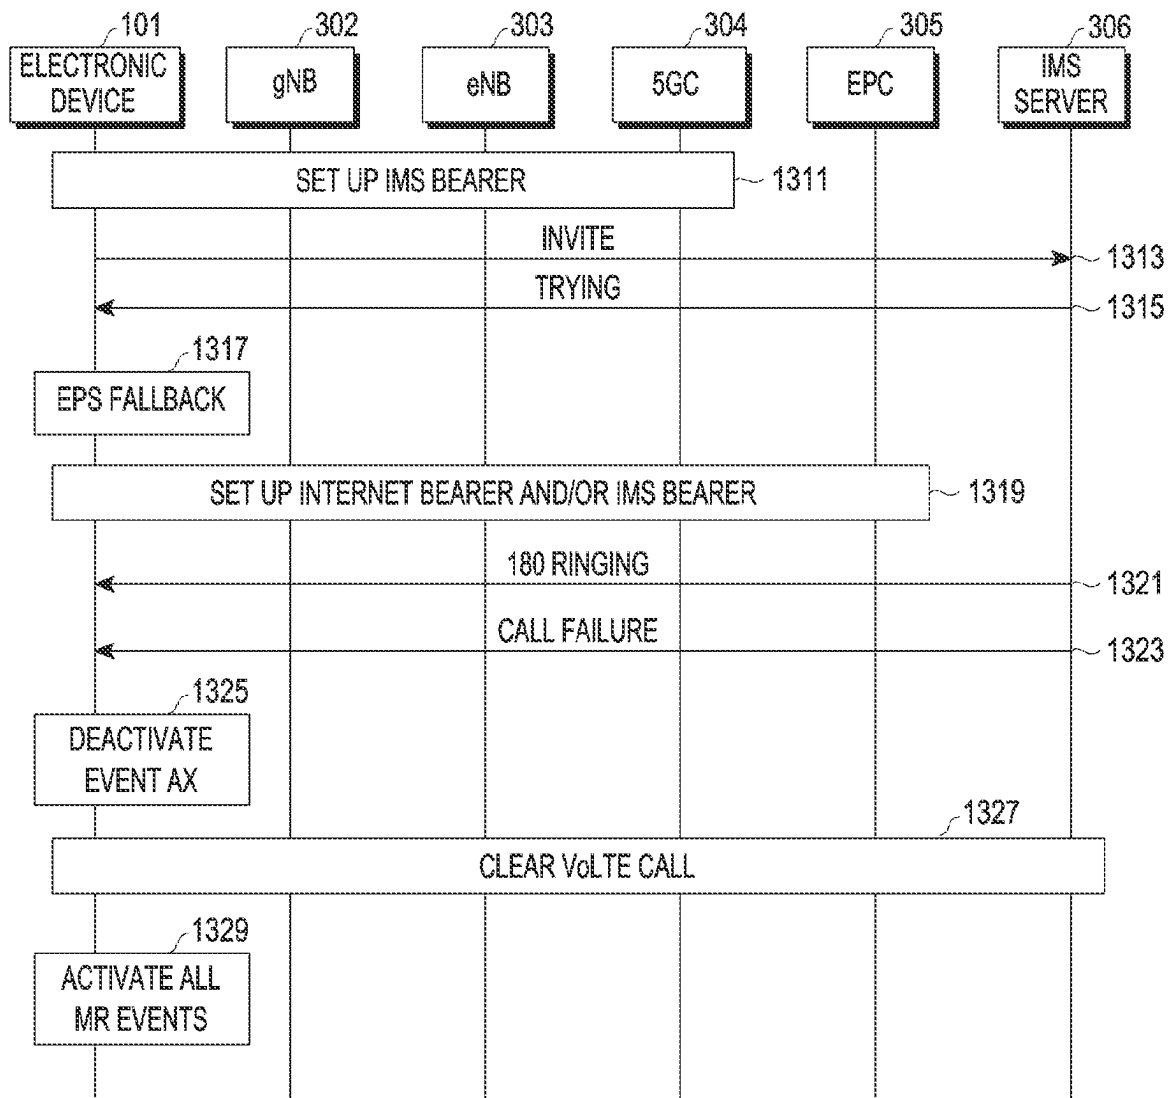 101
302
303
304
305
306
ELECTRONIC
DEVICE
gNB
eNB
5GC
EPC
IMS
SERVER
SET UP IMS BEARER
1311
INVITE
1313
TRYING
1315
1317
EPS FALLBACK
SET UP INTERNET BEARER AND/OR IMS BEARER
1319
180 RINGING
1321
CALL FAILURE
1323
1325
DEACTIVATE
EVENT AX
1327
CLEAR VoLTE CALL
1329
ACTIVATE ALL
MR EVENTS